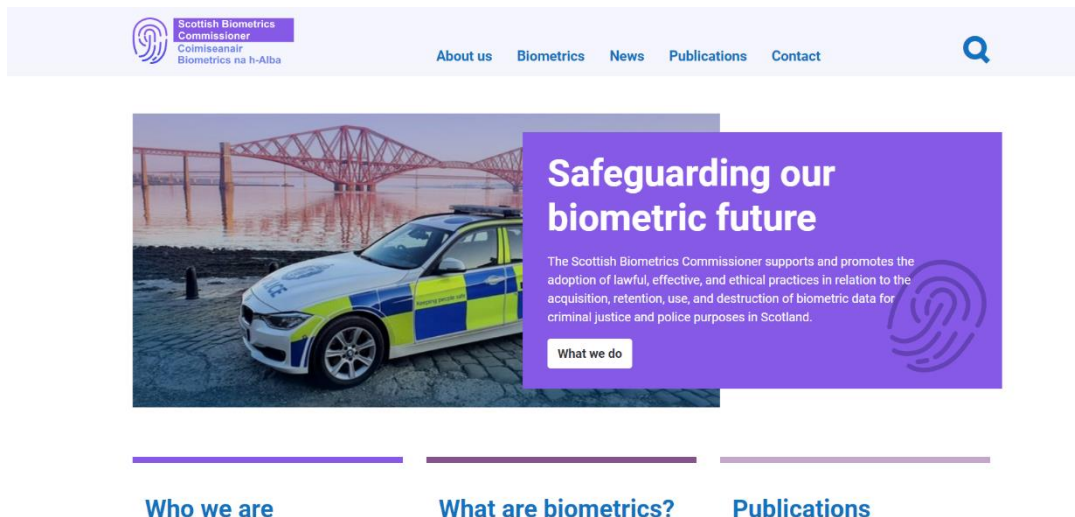 Scottish Biometrics
Commissioner
Coimiseanair
Biometrics na h-Alba
About us Biometrics News Publications Contact
Safeguarding our
biometric future
The Scottish Biometrics Commissioner supports and promotes the
adoption of lawful, effective, and ethical practices in relation to the
acquisition, retention, use, and destruction of biometric data for
criminal justice and police purposes in Scotland.
What we do
Keeping people safe
Who we are
What are biometrics?
Publications